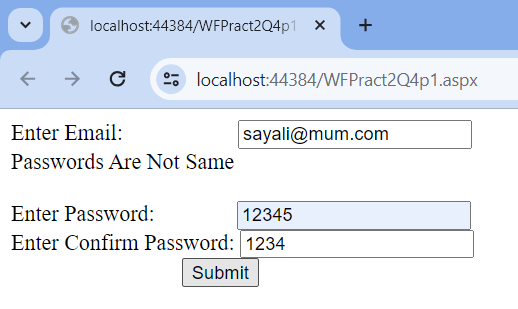 localhost:44384/WFPract2Q4p1
localhost:44384/WFPract2Q4p1.aspx
Enter Email: sayali@mum.com
Passwords Are Not Same
Enter Password: 12345
Enter Confirm Password: 1234
Submit